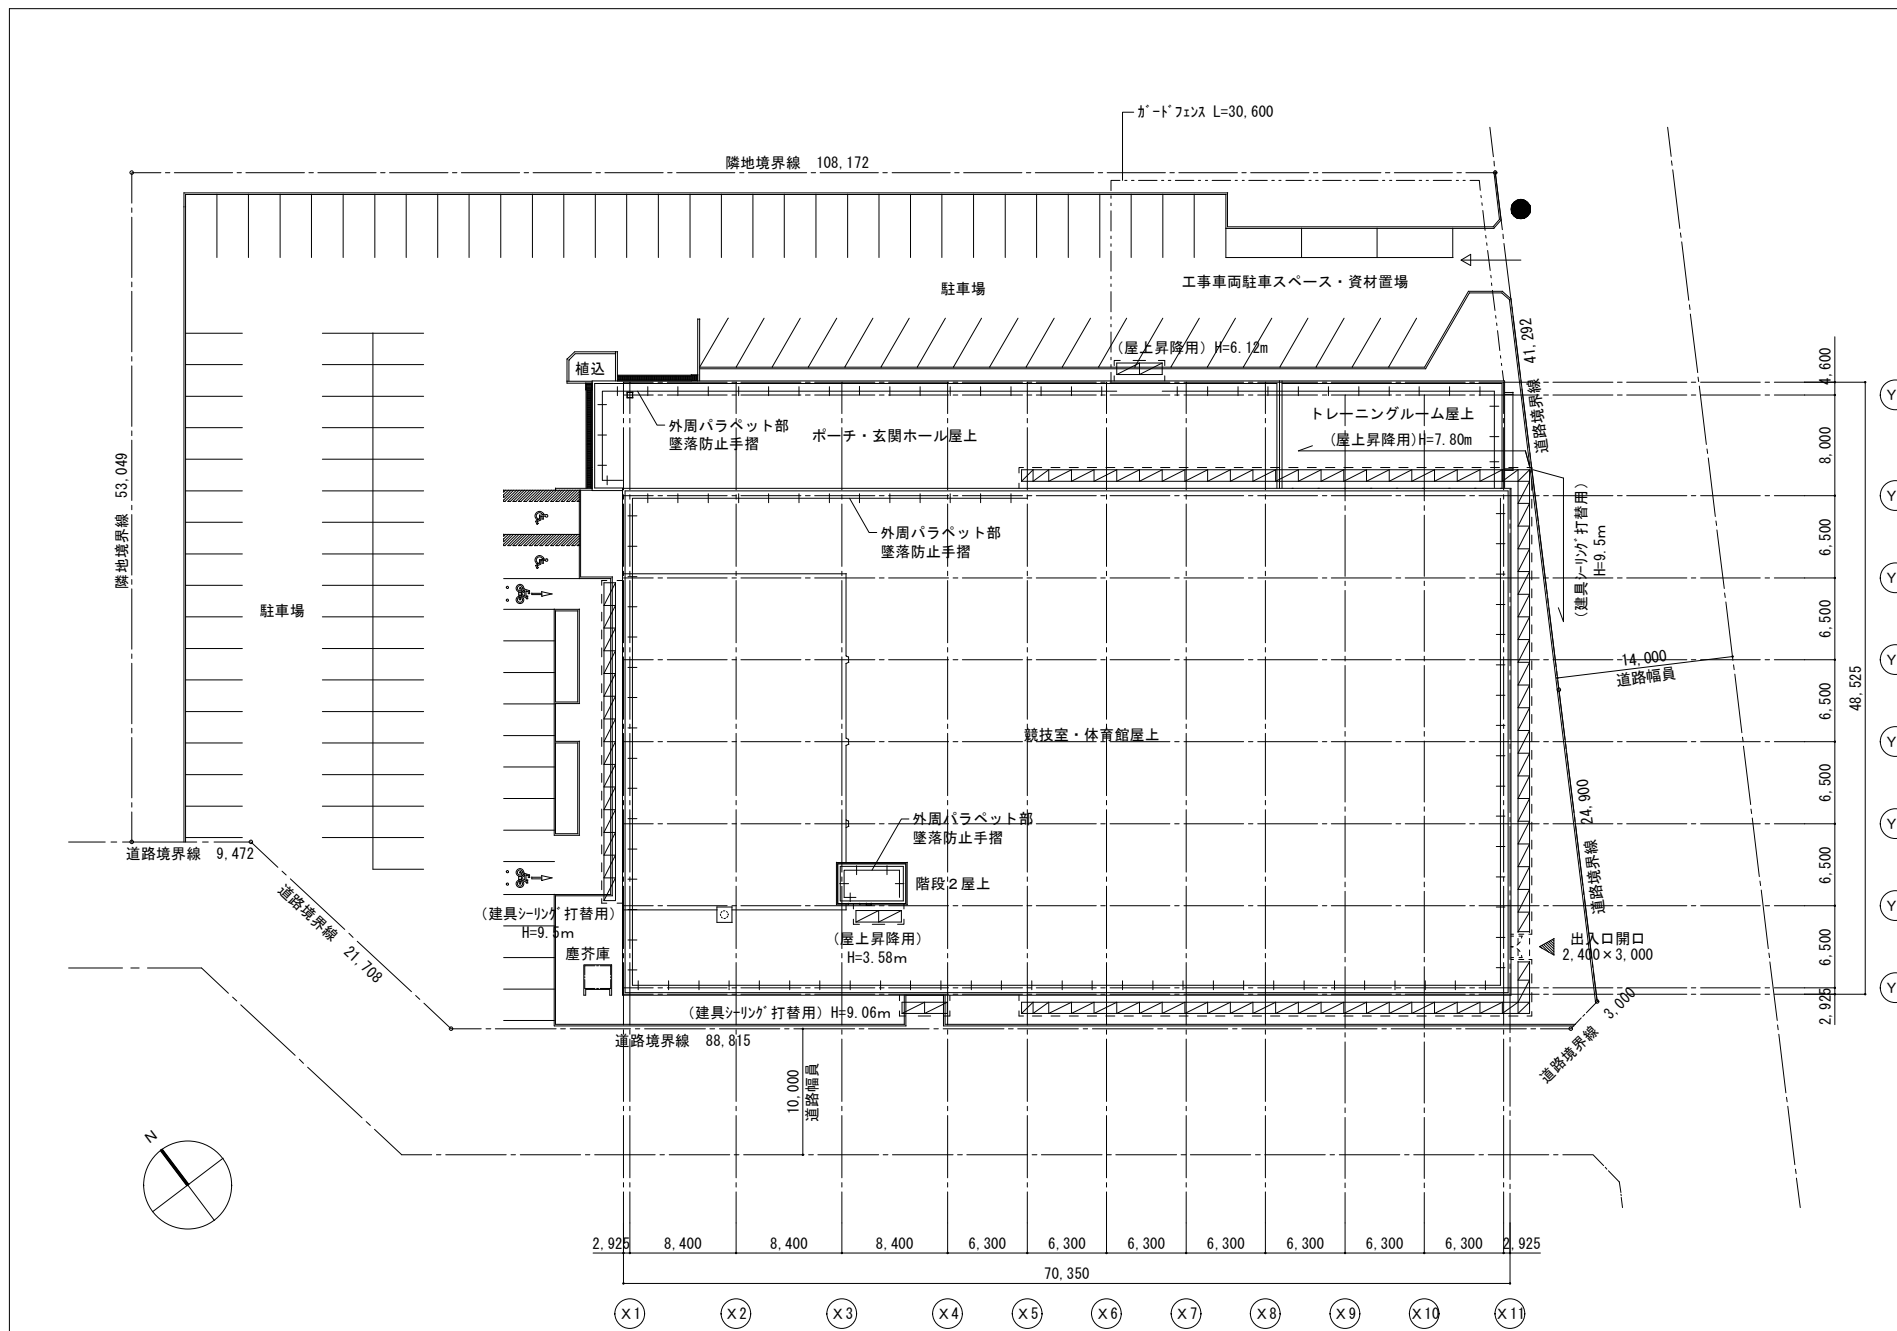 ガードフェンス L=30,600
隣地境界線 108,172
駐車場
工事車両駐車スペース・資材置場
41,292
道路境界線
4,600
植込
(屋上昇降用) H=6.12m
外周パラペット部
墜落防止手摺
ポーチ・玄関ホール屋上
トレーニングルーム屋上
(屋上昇降用)H=7.80m
8,000
隣地境界線 53,049
(建具シーリング打替用)
H=9.5m
外周パラペット部
墜落防止手摺
6,500
駐車場
6,500
14,000
道路幅員
48,525
6,500
競技室・体育館屋上
6,500
道路境界線 24,900
外周パラペット部
墜落防止手摺
6,500
道路境界線 9,472
階段2屋上
道路境界線 21,708
(建具シーリング打替用)
H=9.5m
(屋上昇降用)
H=3.58m
塵芥庫
出入口開口
2,400×3,000
6,500
2,925
(建具シーリング打替用) H=9.06m
道路境界線 88,815
道路境界線 3,000
10,000
道路幅員
N
2,925 8,400 8,400 8,400 6,300 6,300 6,300 6,300 6,300 6,300 6,300 2,925
70,350
X1 X2 X3 X4 X5 X6 X7 X8 X9 X10 X11
Y
Y
Y
Y
Y
Y
Y
Y